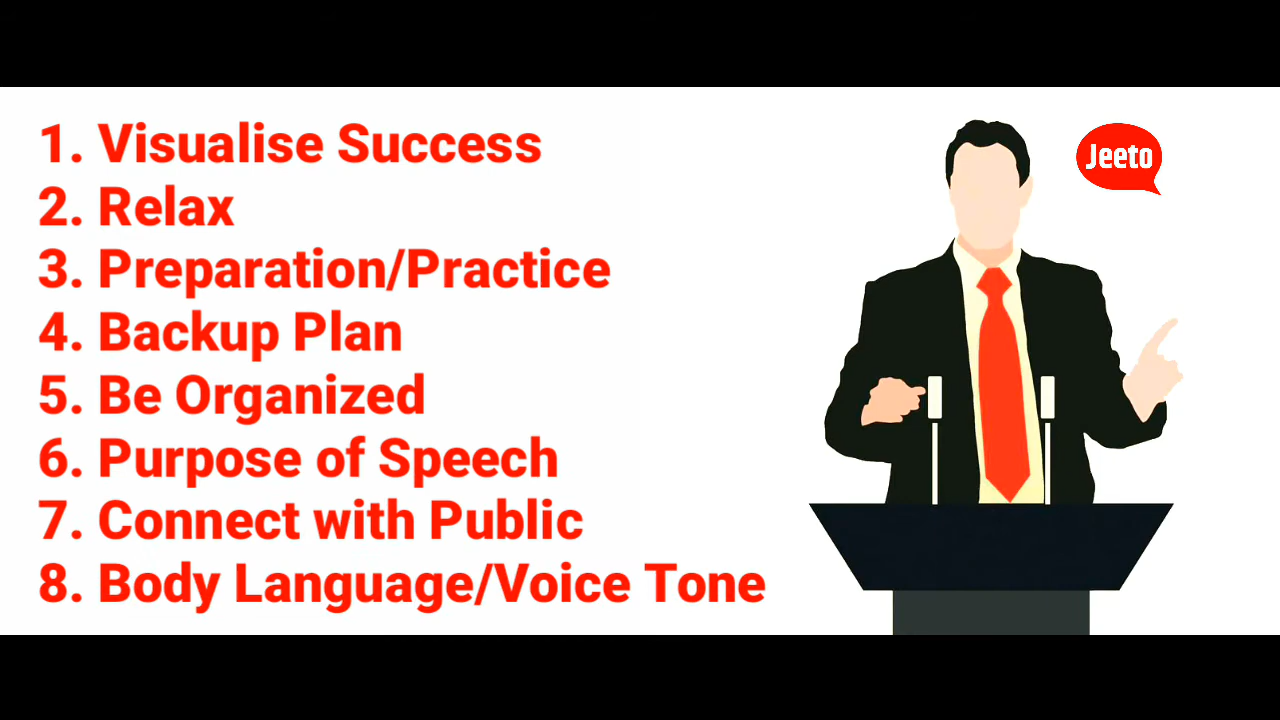 1. Visualise Success
2. Relax
3. Preparation/Practice
4. Backup Plan
5. Be Organized
6. Purpose of Speech
7. Connect with Public
8. Body Language/Voice Tone
Jeeto